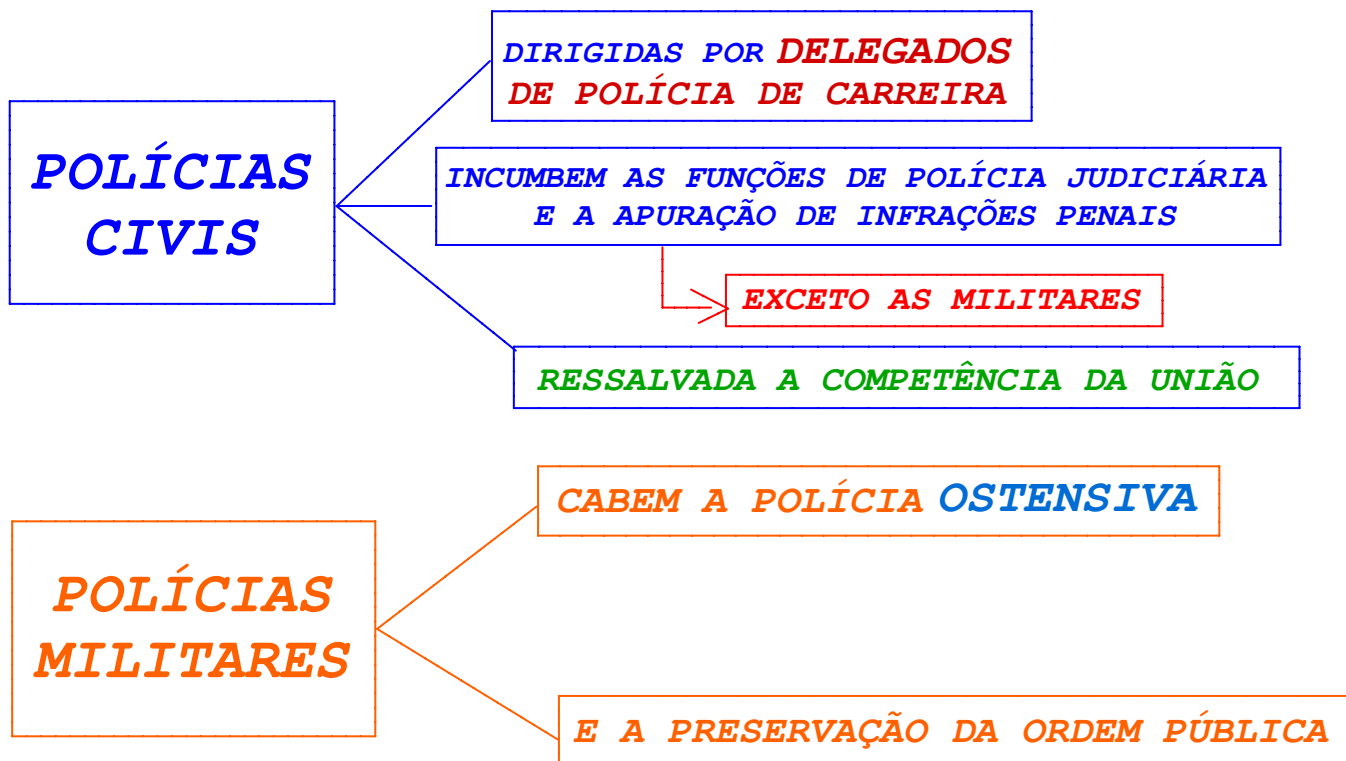 POLÍCIAS
CIVIS
DIRIGIDAS POR DELEGADOS
DE POLÍCIA DE CARREIRA
INCUMBEM AS FUNÇÕES DE POLÍCIA JUDICIÁRIA
E A APURAÇÃO DE INFRAÇÕES PENAIS
EXCETO AS MILITARES
RESSALVADA A COMPETÊNCIA DA UNIÃO
POLÍCIAS
MILITARES
CABEM A POLÍCIA OSTENSIVA
E A PRESERVAÇÃO DA ORDEM PÚBLICA